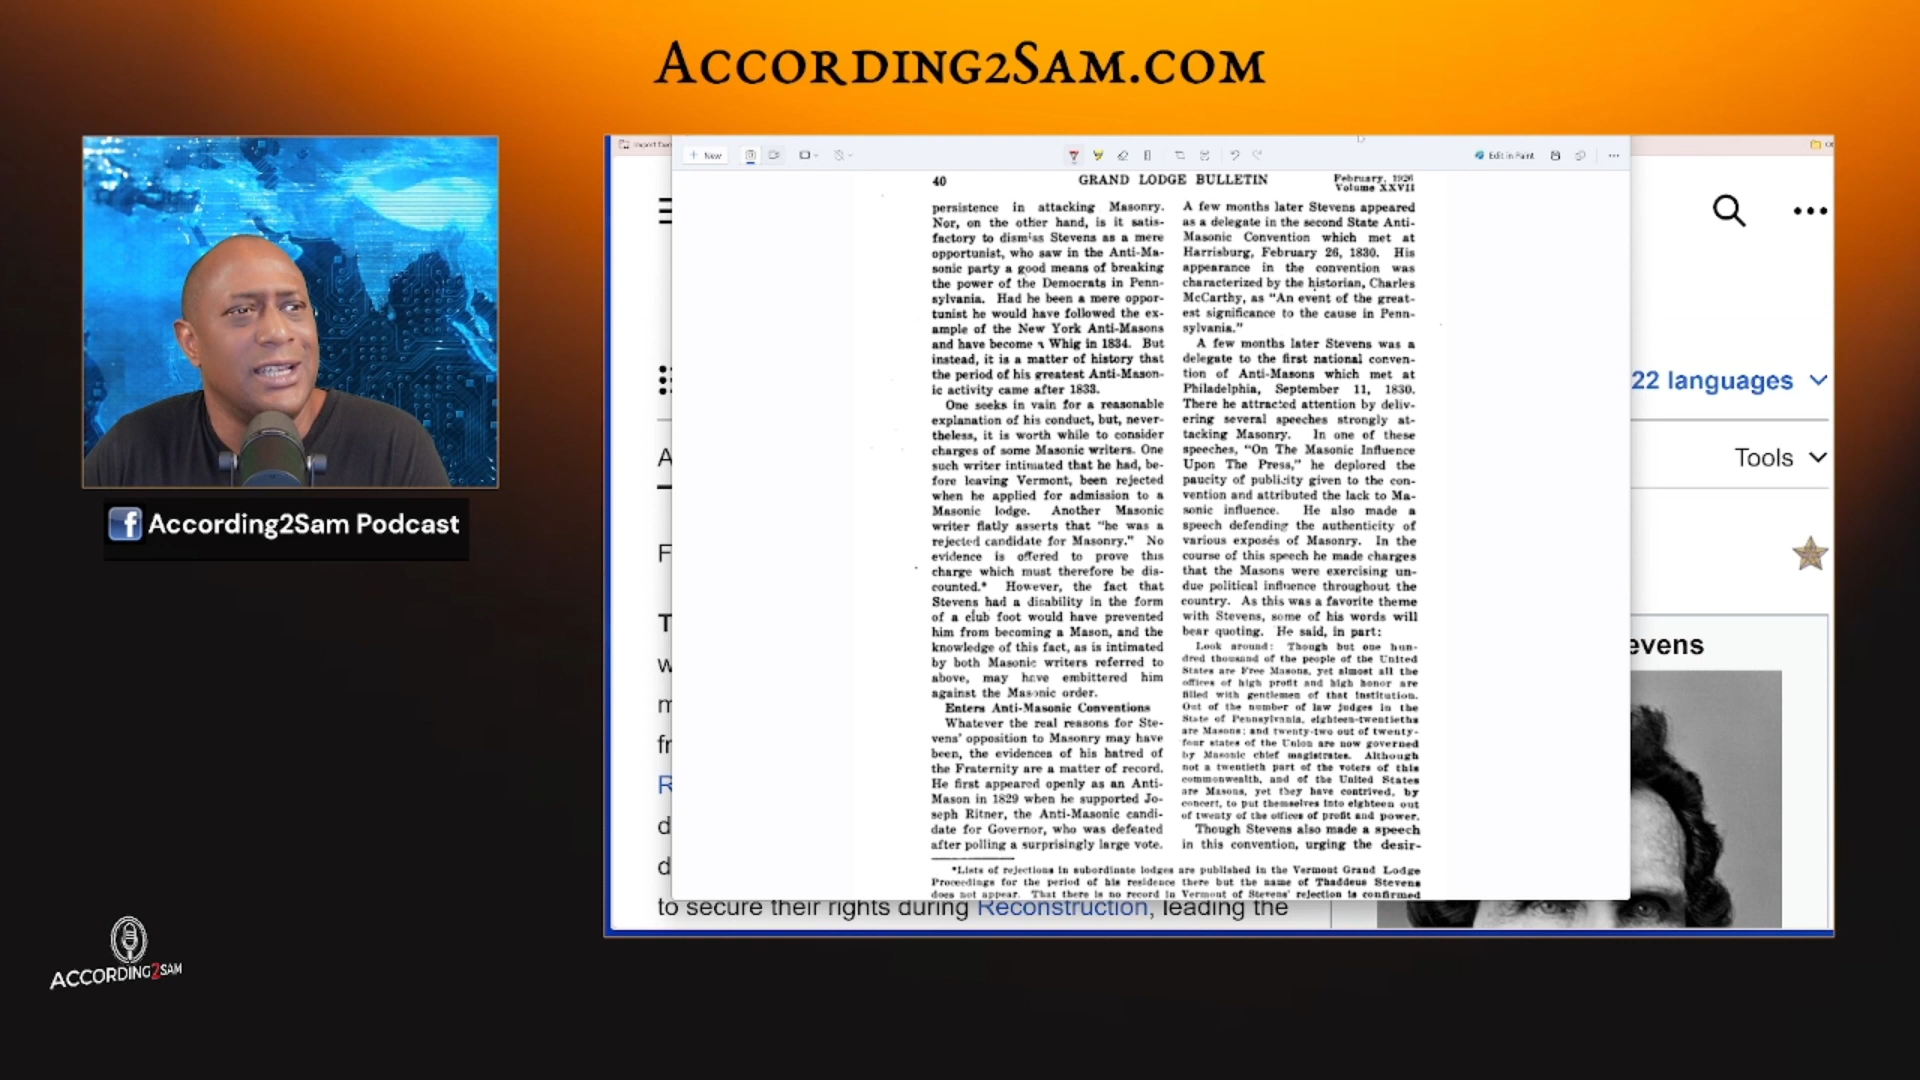 According2Sam.com
Import
New
Edit in Paint
40
GRAND LODGE BULLETIN
February, 1926
Volume XXVII
persistence in attacking Masonry.
Nor, on the other hand, is it satis-
factory to dismiss Stevens as a mere
opportunist, who saw in the Anti-Ma-
sonic party a good means of breaking
the power of the Democrats in Penn-
sylvania. Had he been a mere oppor-
tunist he would have followed the ex-
ample of the New York Anti-Masons
and have become a Whig in 1834. But
instead, it is a matter of history that
the period of his greatest Anti-Mason-
ic activity came after 1833.
One seeks in vain for a reasonable
explanation of his conduct, but, never-
theless, it is worth while to consider
charges of some Masonic writers. One
such writer intimated that he had, be-
fore leaving Vermont, been rejected
when he applied for admission to a
Masonic lodge. Another Masonic
writer flatly asserts that "he was a
rejected candidate for Masonry." No
evidence is offered to prove this
charge which must therefore be dis-
counted.* However, the fact that
Stevens had a disability in the form
of a club foot would have prevented
him from becoming a Mason, and the
knowledge of this fact, as is intimated
by both Masonic writers referred to
above, may have embittered him
against the Masonic order.
Enters Anti-Masonic Conventions
Whatever the real reasons for Ste-
vens' opposition to Masonry may have
been, the evidences of his hatred of
the Fraternity are a matter of record.
He first appeared openly as an Anti-
Mason in 1829 when he supported Jo-
seph Ritner, the Anti-Masonic candi-
date for Governor, who was defeated
after polling a surprisingly large vote.
A few months later Stevens appeared
as a delegate in the second State Anti-
Masonic Convention which met at
Harrisburg, February 26, 1830. His
appearance in the convention was
characterized by the historian, Charles
McCarthy, as "An event of the great-
est significance to the cause in Penn-
sylvania."
A few months later Stevens was a
delegate to the first national conven-
tion of Anti-Masons which met at
Philadelphia, September 11, 1830.
There he attracted attention by deliv-
ering several speeches strongly at-
tacking Masonry. In one of these
speeches, "On The Masonic Influence
Upon The Press," he deplored the
paucity of publicity given to the con-
vention and attributed the lack to Ma-
sonic influence. He also made a
speech defending the authenticity of
various exposés of Masonry. In the
course of this speech he made charges
that the Masons were exercising un-
due political influence throughout the
country. As this was a favorite theme
with Stevens, some of his words will
bear quoting. He said, in part:
Look around: Though but one hun-
dred thousand of the people of the United
States are Free Masons, yet almost all the
offices of high profit and high honor are
filled with gentlemen of that institution.
Out of the number of law judges in the
State of Pennsylvania, eighteen-twentieths
are Masons; and twenty-two out of twenty-
four states of the Union are now governed
by Masonic chief magistrates. Although
not a twentieth part of the voters of this
commonwealth, and of the United States
are Masons, yet they have contrived, by
concert, to put themselves into eighteen out
of twenty of the offices of profit and power.
Though Stevens also made a speech
in this convention, urging the desir-
*Lists of rejections in subordinate lodges are published in the Vermont Grand Lodge
Proceedings for the period of his residence there but the name of Thaddeus Stevens
does not appear. That there is no record in Vermont of Stevens' rejection is confirmed
22 languages
Tools
A
F
T
w
m
fr
R
d
d
evens
to secure their rights during Reconstruction, leading the
f According2Sam Podcast
ACCORDING2SAM